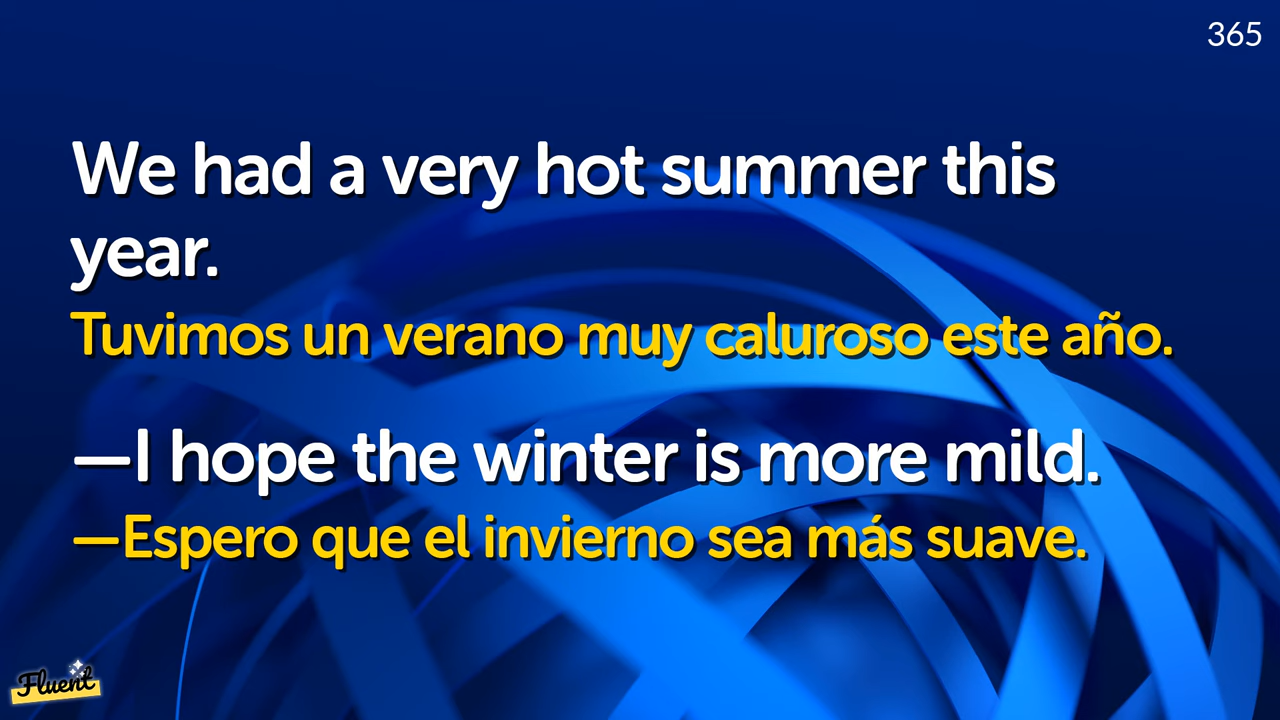 365
We had a very hot summer this
year.
Tuvimos un verano muy caluroso este año.
—I hope the winter is more mild.
—Espero que el invierno sea más suave.
Fluent